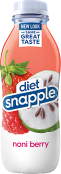 NEW LOOK
SAME
GREAT
TASTE
diet
snapple
noni berry